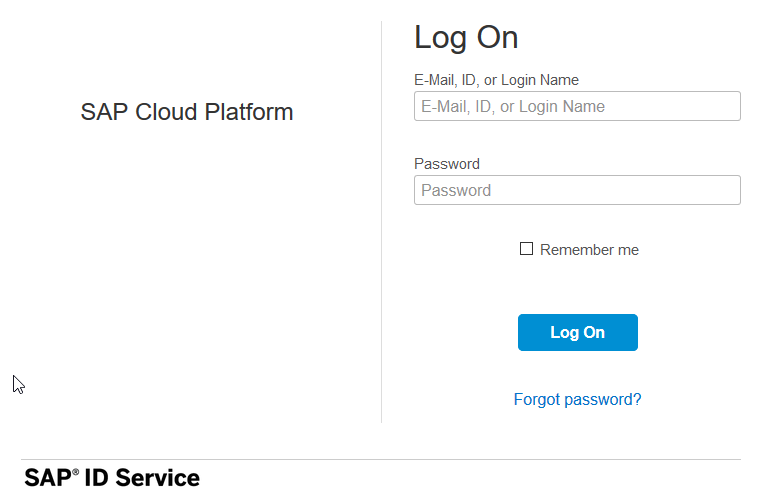 SAP Cloud Platform
Log On
E-Mail, ID, or Login Name
E-Mail, ID, or Login Name
Password
Password
Remember me
Log On
Forgot password?
SAP® ID Service